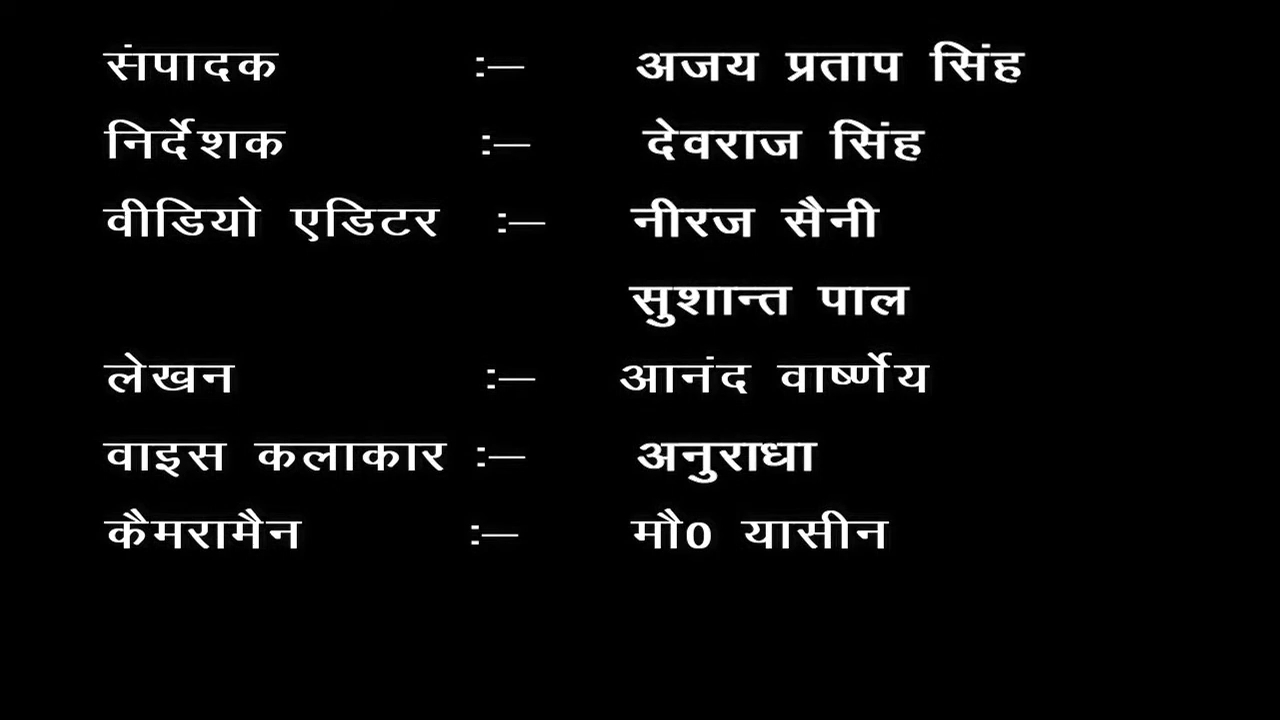 संपादक :— अजय प्रताप सिंह
निर्देशक :— देवराज सिंह
वीडियो एडिटर :— नीरज सैनी
सुशान्त पाल
लेखन :— आनंद वार्ष्णेय
वाइस कलाकार :— अनुराधा
कैमरामैन :— मौ0 यासीन